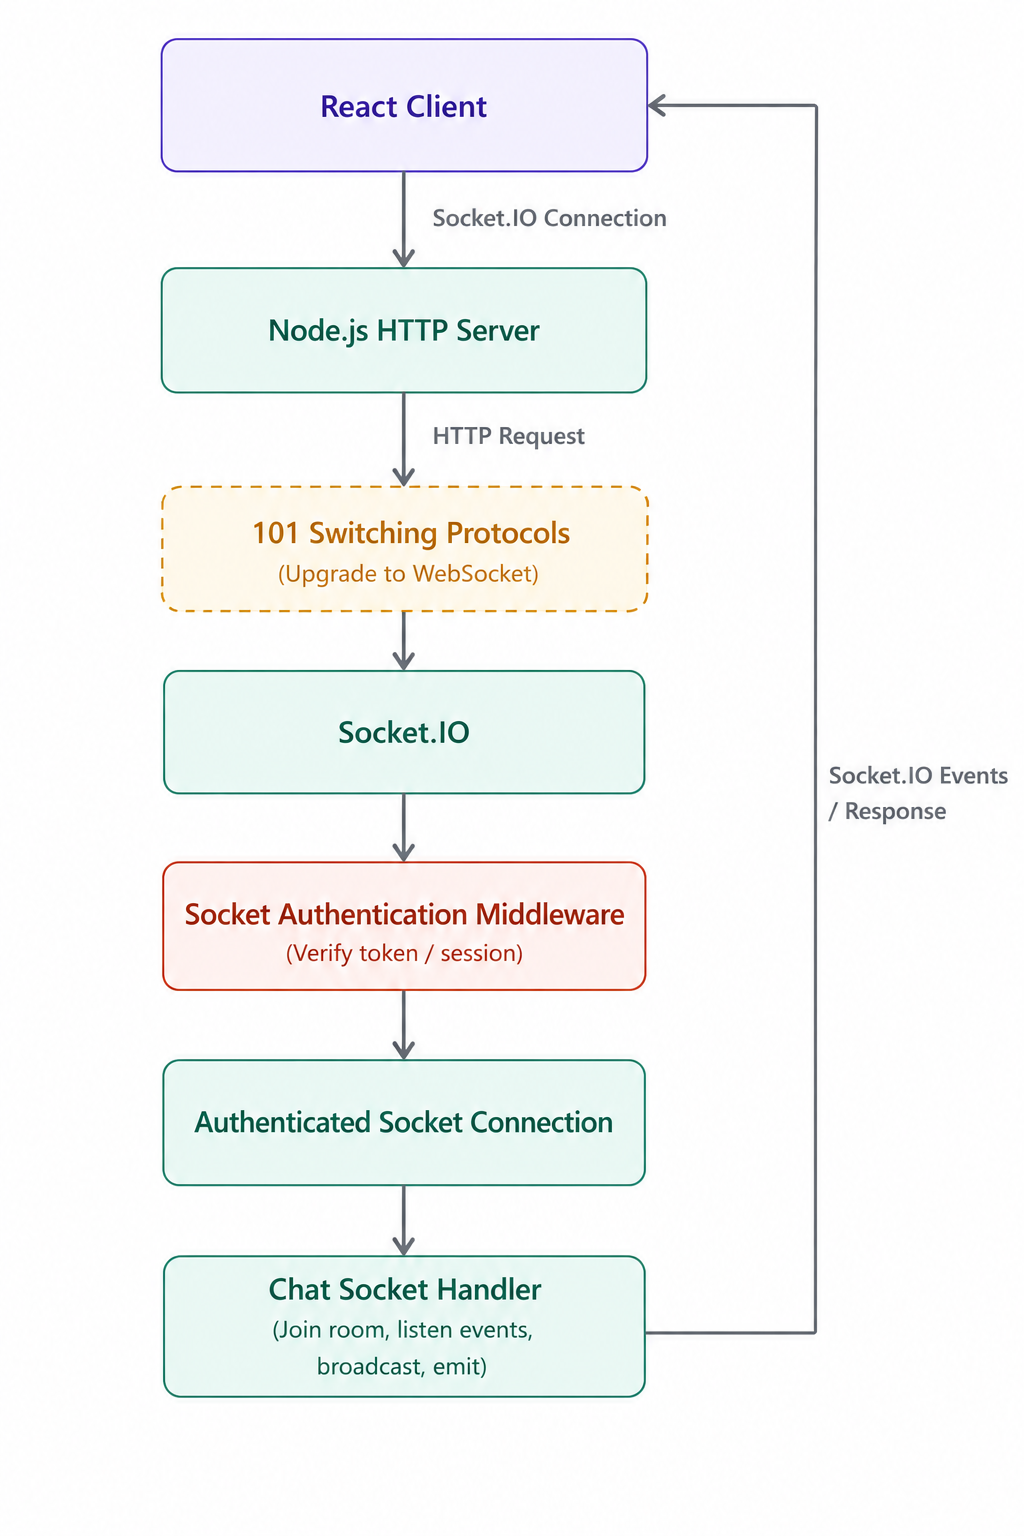 React Client
Socket.IO Connection
Node.js HTTP Server
HTTP Request
101 Switching Protocols
(Upgrade to WebSocket)
Socket.IO
Socket.IO Events
/ Response
Socket Authentication Middleware
(Verify token / session)
Authenticated Socket Connection
Chat Socket Handler
(Join room, listen events,
broadcast, emit)